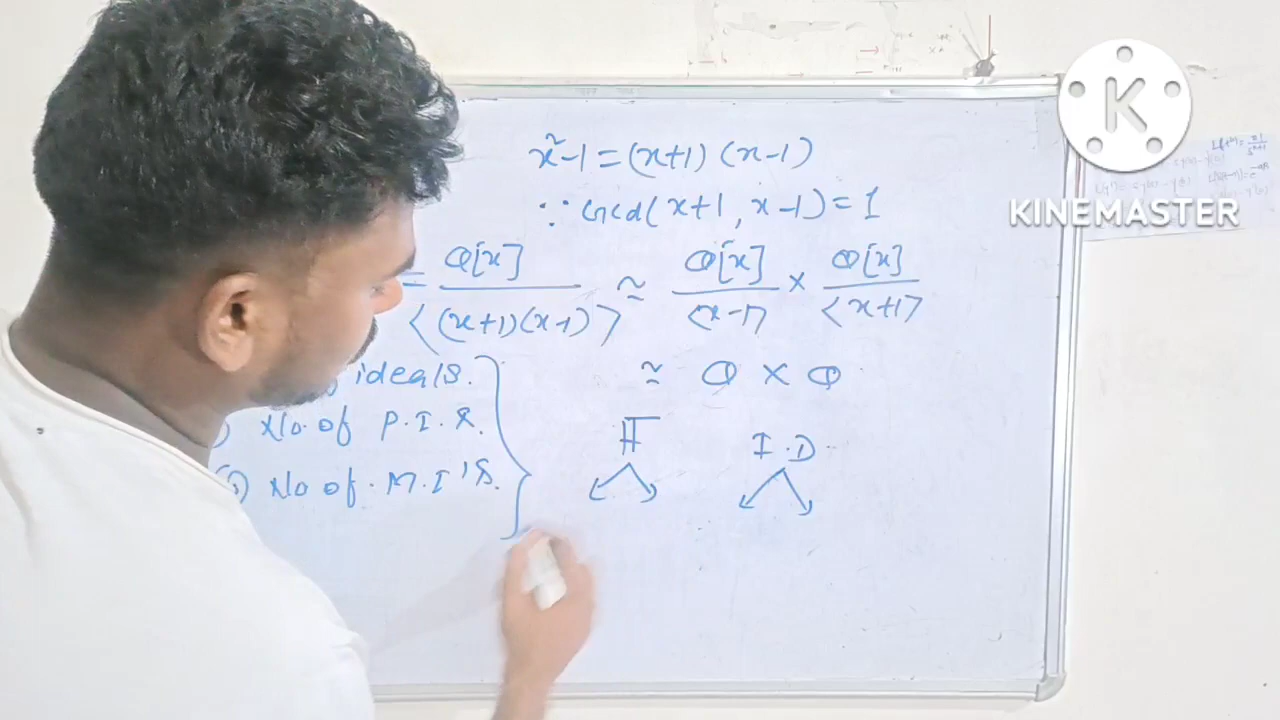 x²-1 = (x+1) (x-1)
∵ Gcd( x+1, x-1) = 1
= Q[x] / <(x+1)(x-1)> ≃ Q[x] / <x-1> × Q[x] / <x+1>
ideals.
≃ Q × Q
No. of P.I.S.
F I.D
No of. M.I'S.
K
KINEMASTER